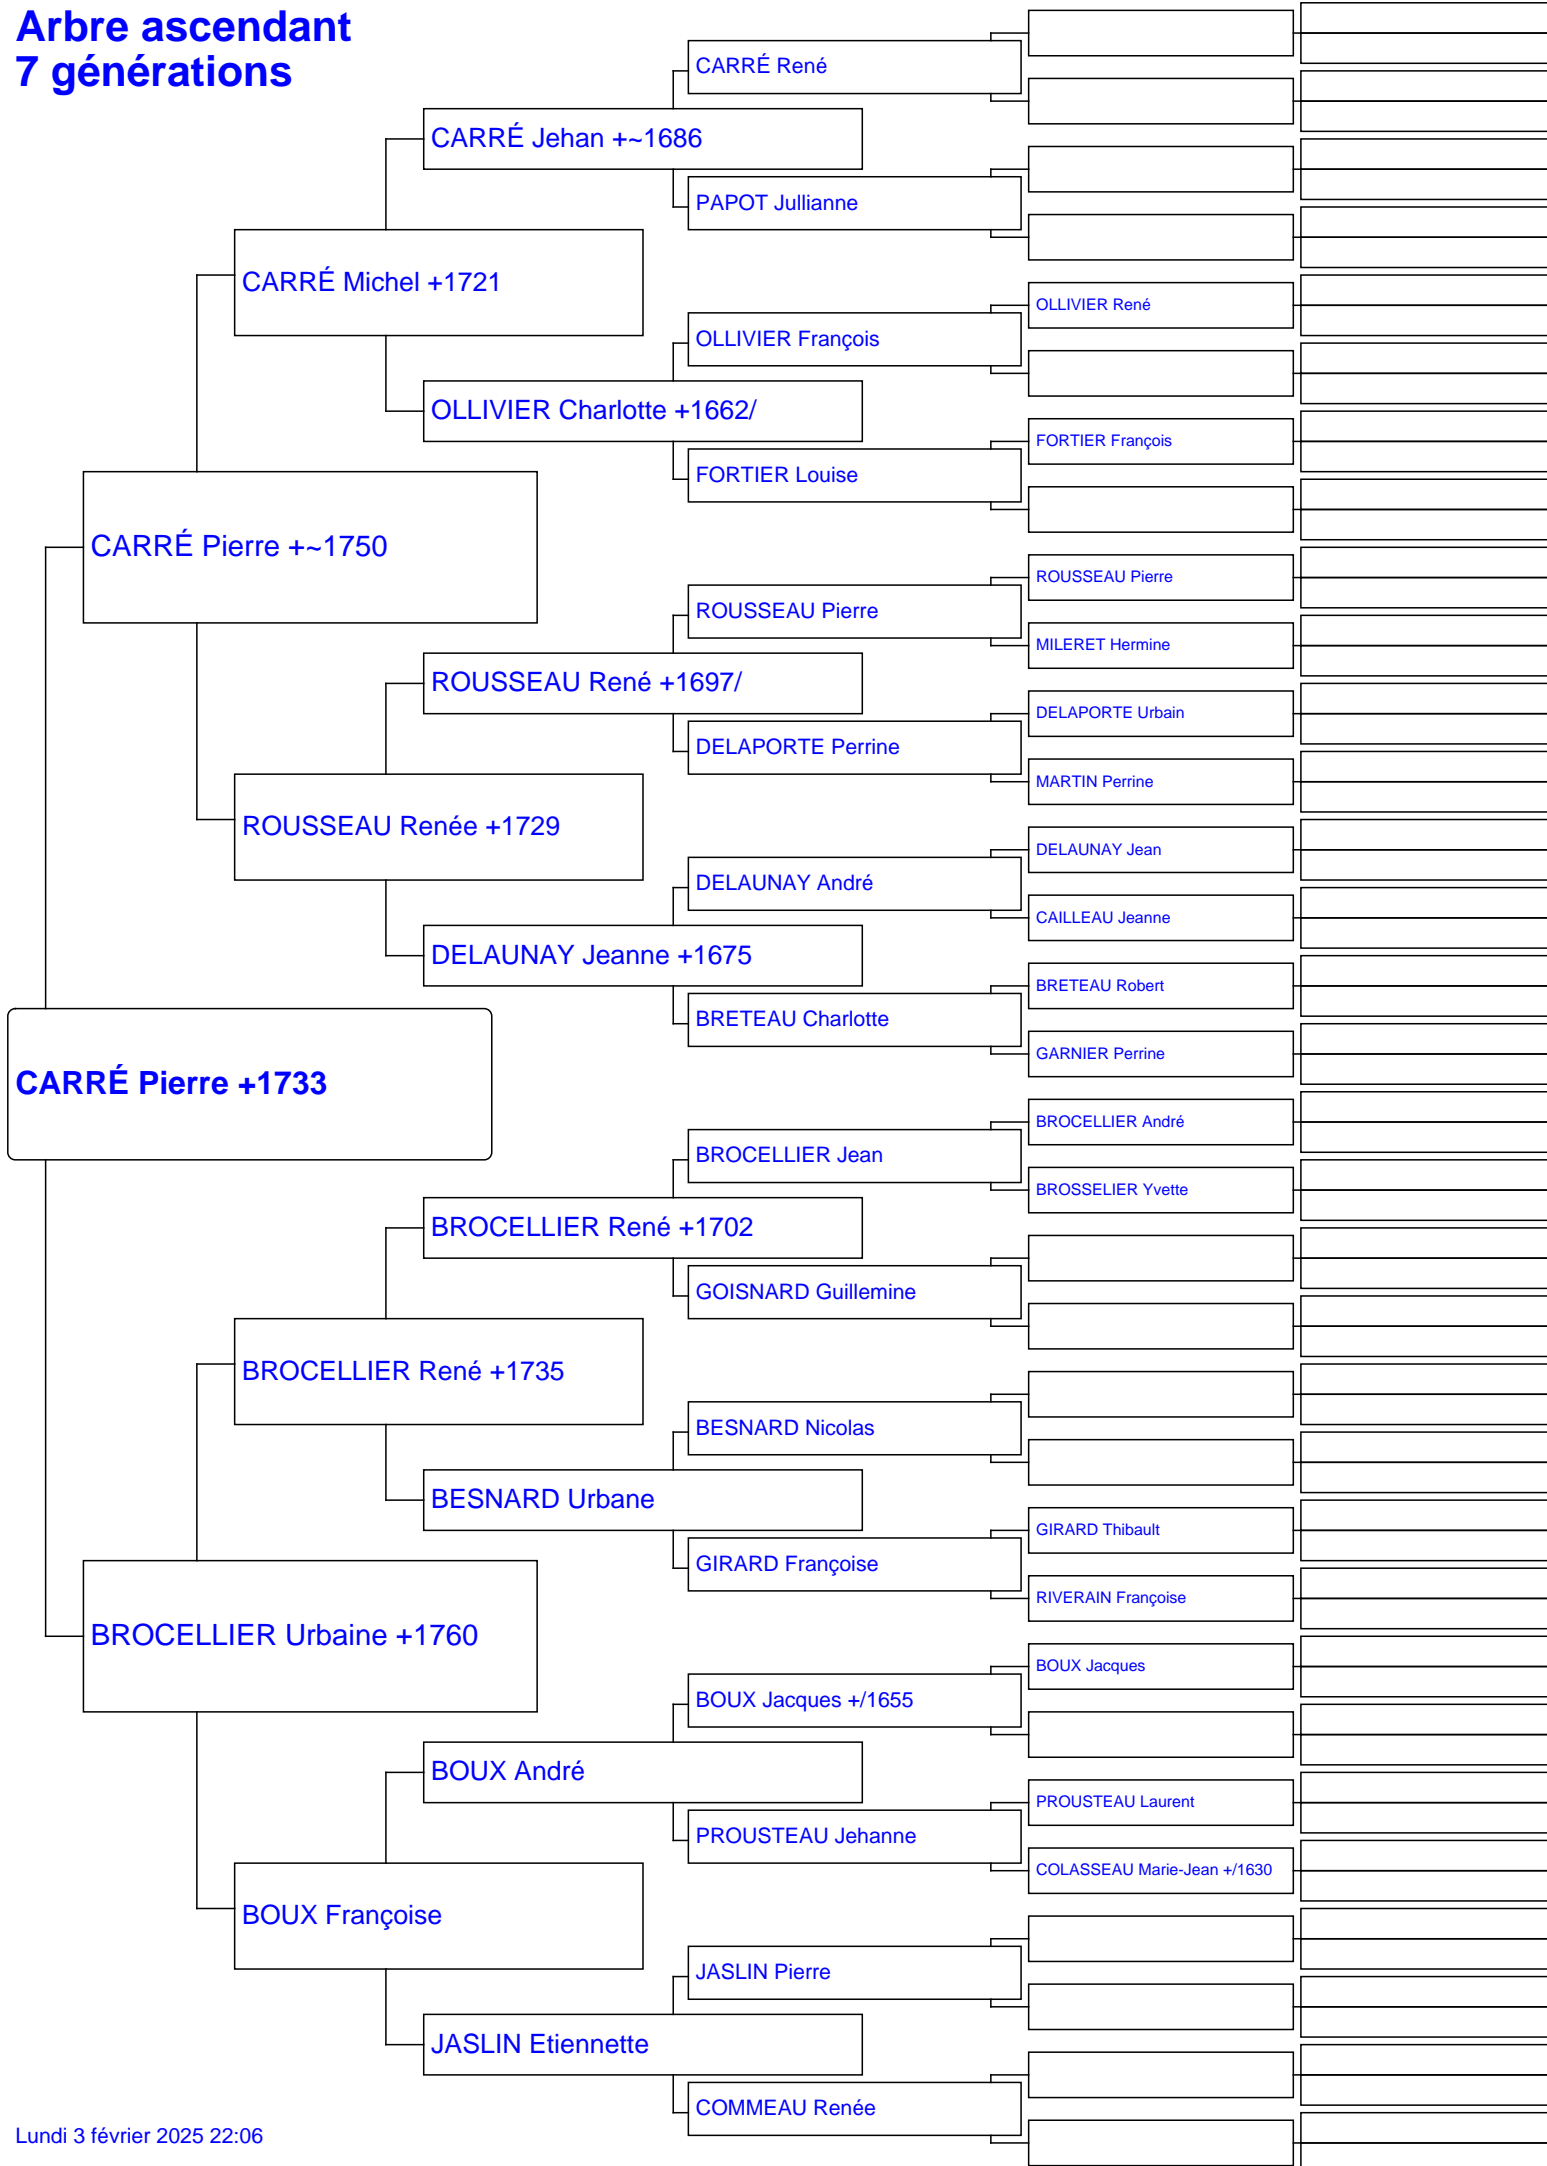 Arbre ascendant
7 générations
CARRÉ René
CARRÉ Jehan +~1686
PAPOT Jullianne
CARRÉ Michel +1721
OLLIVIER René
OLLIVIER François
OLLIVIER Charlotte +1662/
FORTIER François
FORTIER Louise
CARRÉ Pierre +~1750
ROUSSEAU Pierre
ROUSSEAU Pierre
MILERET Hermine
ROUSSEAU René +1697/
DELAPORTE Urbain
DELAPORTE Perrine
MARTIN Perrine
ROUSSEAU Renée +1729
DELAUNAY Jean
DELAUNAY André
CAILLEAU Jeanne
DELAUNAY Jeanne +1675
BRETEAU Robert
BRETEAU Charlotte
GARNIER Perrine
CARRÉ Pierre +1733
BROCELLIER André
BROCELLIER Jean
BROSSELIER Yvette
BROCELLIER René +1702
GOISNARD Guillemine
BROCELLIER René +1735
BESNARD Nicolas
BESNARD Urbane
GIRARD Thibault
GIRARD Françoise
RIVERAIN Françoise
BROCELLIER Urbaine +1760
BOUX Jacques
BOUX Jacques +/1655
BOUX André
PROUSTEAU Laurent
PROUSTEAU Jehanne
COLASSEAU Marie-Jean +/1630
BOUX Françoise
JASLIN Pierre
JASLIN Etiennette
COMMEAU Renée
Lundi 3 février 2025 22:06